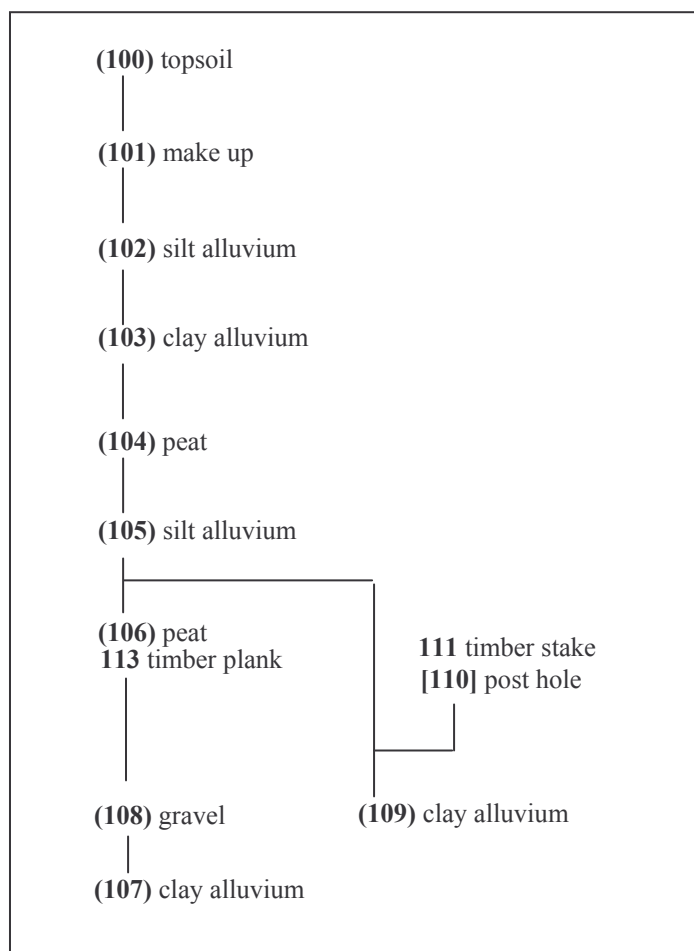 (100) topsoil
(101) make up
(102) silt alluvium
(103) clay alluvium
(104) peat
(105) silt alluvium
(106) peat
113 timber plank
111 timber stake
[110] post hole
(108) gravel
(109) clay alluvium
(107) clay alluvium